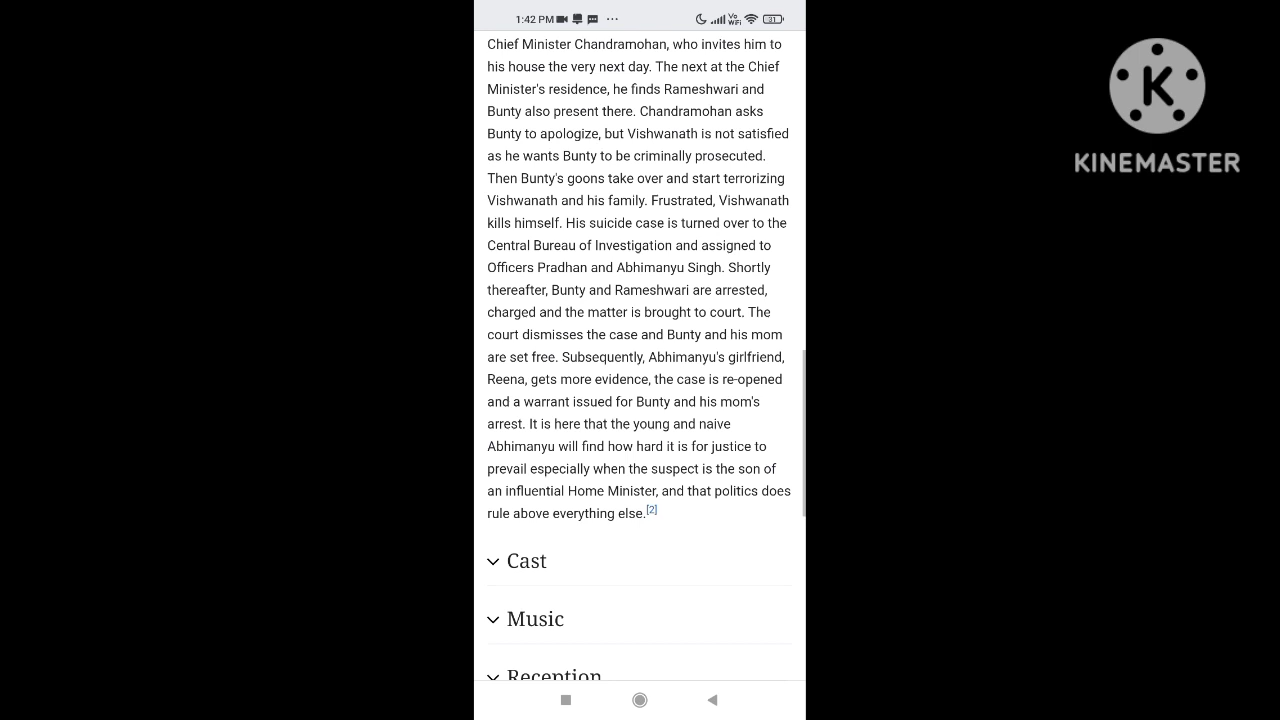 1:42 PM
Vo
WiFi
31
Chief Minister Chandramohan, who invites him to
his house the very next day. The next at the Chief
Minister's residence, he finds Rameshwari and
Bunty also present there. Chandramohan asks
Bunty to apologize, but Vishwanath is not satisfied
as he wants Bunty to be criminally prosecuted.
Then Bunty's goons take over and start terrorizing
Vishwanath and his family. Frustrated, Vishwanath
kills himself. His suicide case is turned over to the
Central Bureau of Investigation and assigned to
Officers Pradhan and Abhimanyu Singh. Shortly
thereafter, Bunty and Rameshwari are arrested,
charged and the matter is brought to court. The
court dismisses the case and Bunty and his mom
are set free. Subsequently, Abhimanyu's girlfriend,
Reena, gets more evidence, the case is re-opened
and a warrant issued for Bunty and his mom's
arrest. It is here that the young and naive
Abhimanyu will find how hard it is for justice to
prevail especially when the suspect is the son of
an influential Home Minister, and that politics does
rule above everything else.[2]
Cast
Music
Reception
K
KINEMASTER